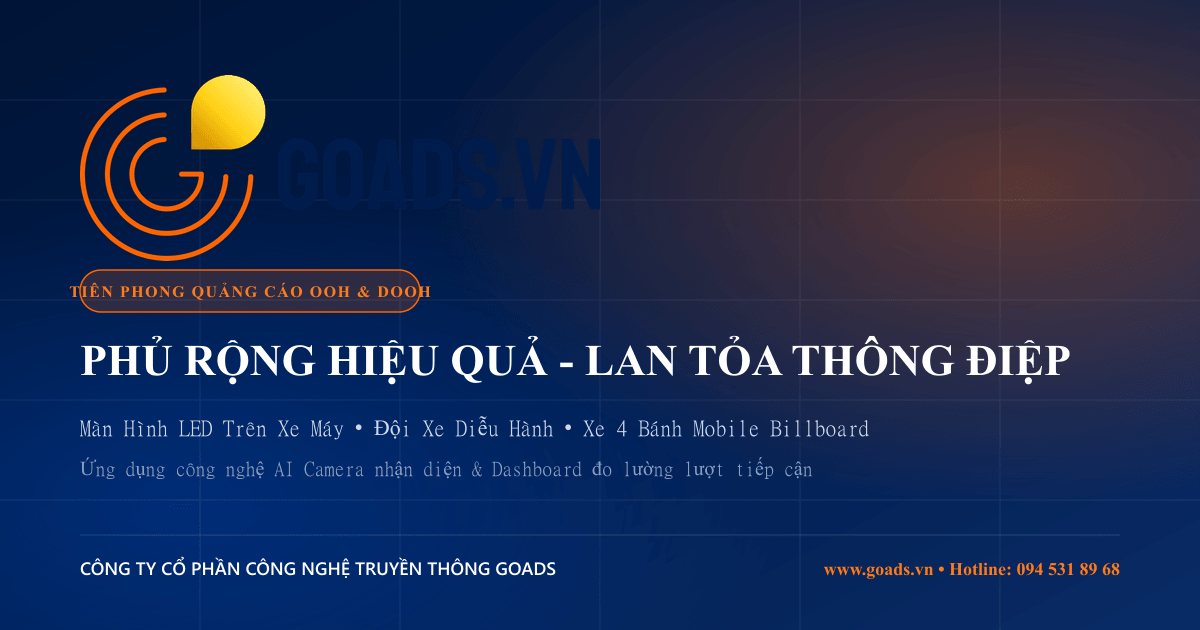 GOADS.VN
TIÊN PHONG QUẢNG CÁO OOH & DOOH
PHỦ RỘNG HIỆU QUẢ - LAN TỎA THÔNG ĐIỆP
Màn Hình LED Trên Xe Máy • Đội Xe Diễu Hành • Xe 4 Bánh Mobile Billboard
Ứng dụng công nghệ AI Camera nhận diện & Dashboard đo lường lượt tiếp cận
CÔNG TY CỔ PHẦN CÔNG NGHỆ TRUYỀN THÔNG GOADS
www.goads.vn • Hotline: 094 531 89 68